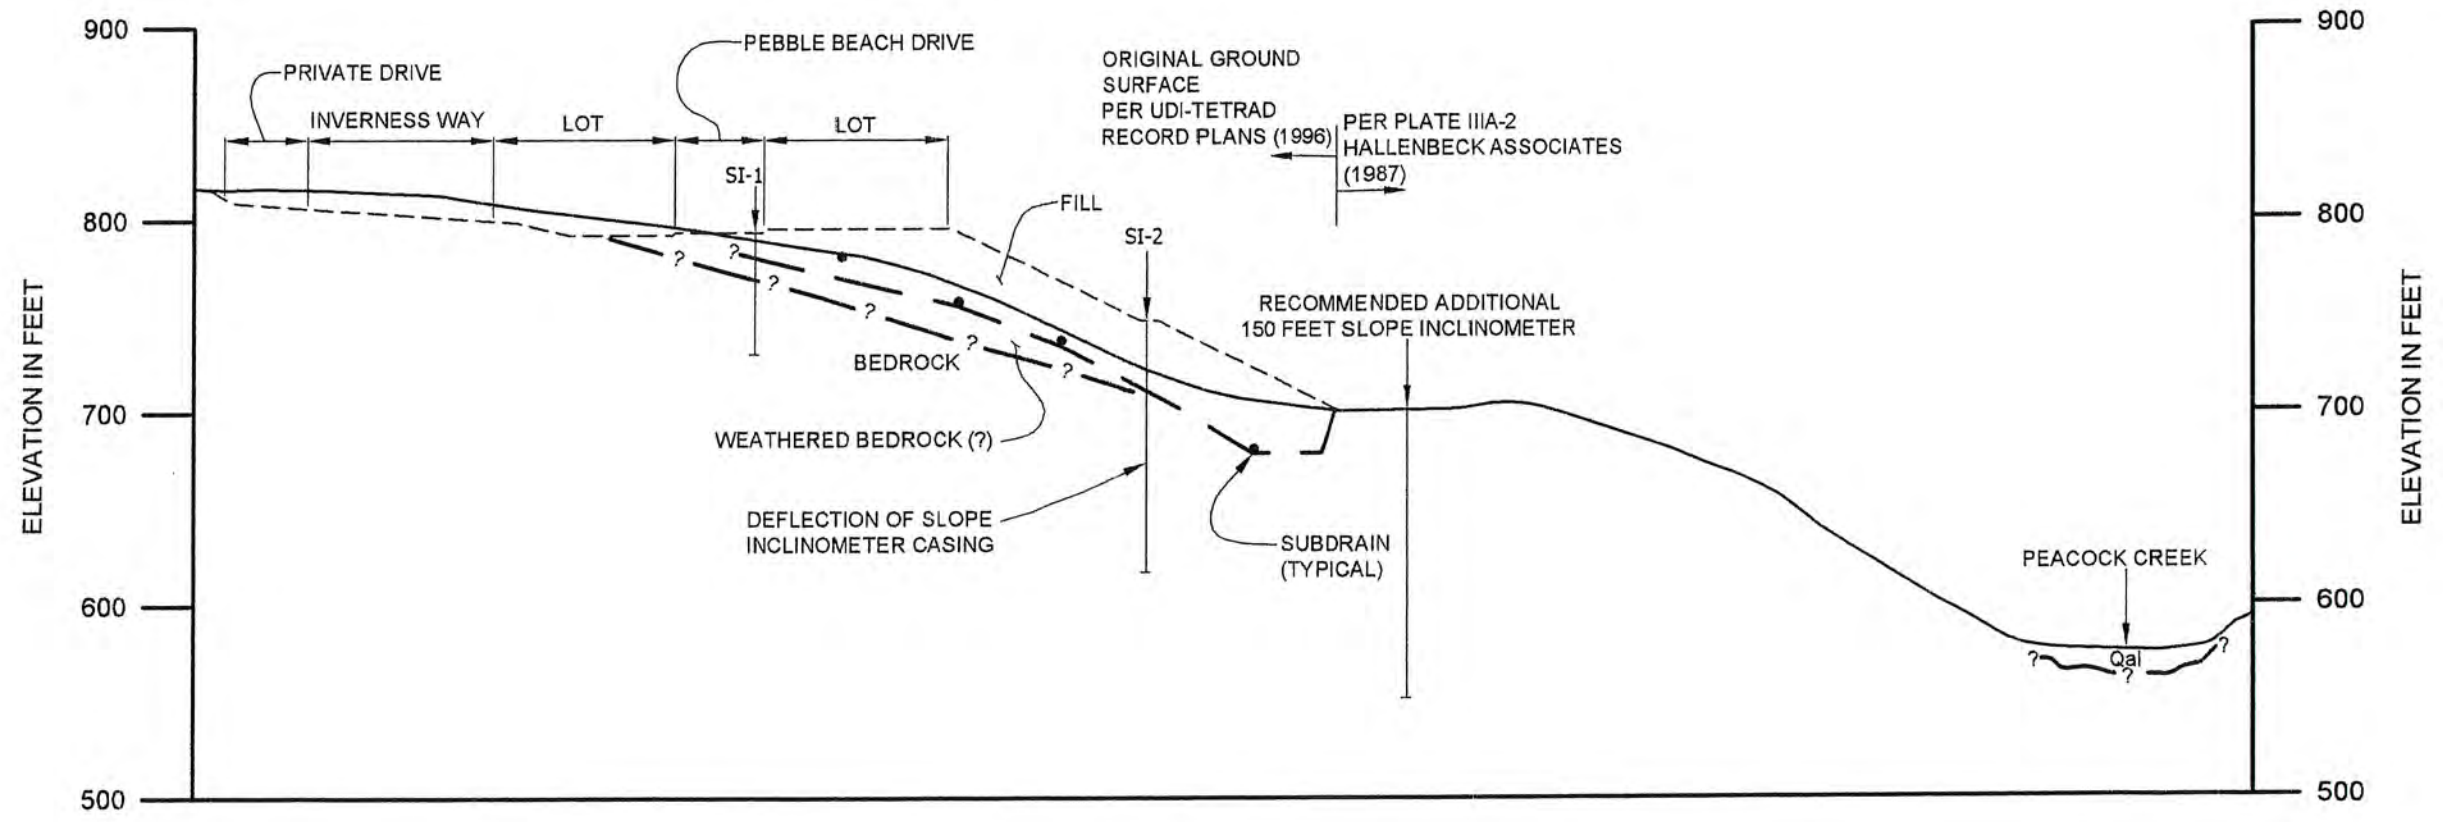 900
800
700
600
500
ELEVATION IN FEET
PRIVATE DRIVE
INVERNESS WAY
LOT
PEBBLE BEACH DRIVE
LOT
SI-1
ORIGINAL GROUND
SURFACE
PER UDI-TETRAD
RECORD PLANS (1996)
PER PLATE IIIA-2
HALLENBECK ASSOCIATES
(1987)
FILL
SI-2
RECOMMENDED ADDITIONAL
150 FEET SLOPE INCLINOMETER
?
?
?
?
?
?
BEDROCK
WEATHERED BEDROCK (?)
DEFLECTION OF SLOPE
INCLINOMETER CASING
SUBDRAIN
(TYPICAL)
PEACOCK CREEK
?
Qal
?
?
900
800
700
600
500
ELEVATION IN FEET